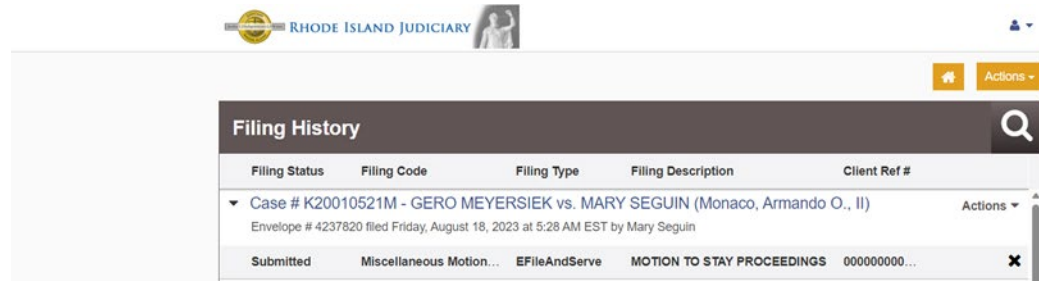 RHODE ISLAND JUDICIARY
Actions
Filing History
Filing Status Filing Code Filing Type Filing Description Client Ref #
Case # K20010521M - GERO MEYERSIEK vs. MARY SEGUIN (Monaco, Armando O., II) Actions
Envelope # 4237820 filed Friday, August 18, 2023 at 5:28 AM EST by Mary Seguin
Submitted Miscellaneous Motion... EFileAndServe MOTION TO STAY PROCEEDINGS 000000000...